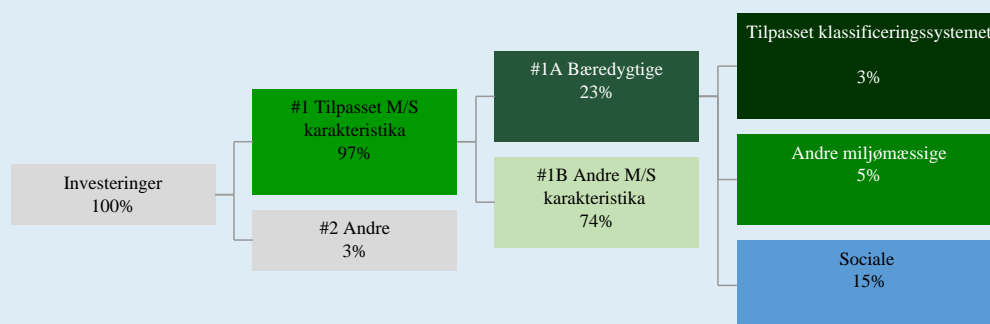 Investeringer
100%
#1 Tilpasset M/S
karakteristika
97%
#2 Andre
3%
#1A Bæredygtige
23%
#1B Andre M/S
karakteristika
74%
Tilpasset klassificeringssystemet
3%
Andre miljømæssige
5%
Sociale
15%